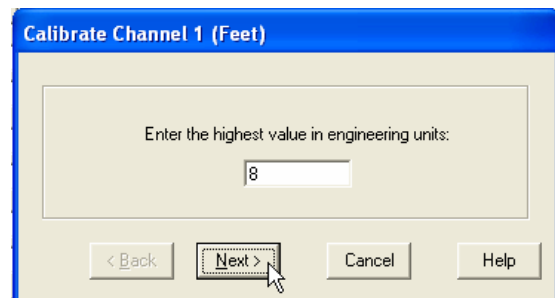 Calibrate Channel 1 (Feet)
Enter the highest value in engineering units:
8
< Back Next > Cancel Help